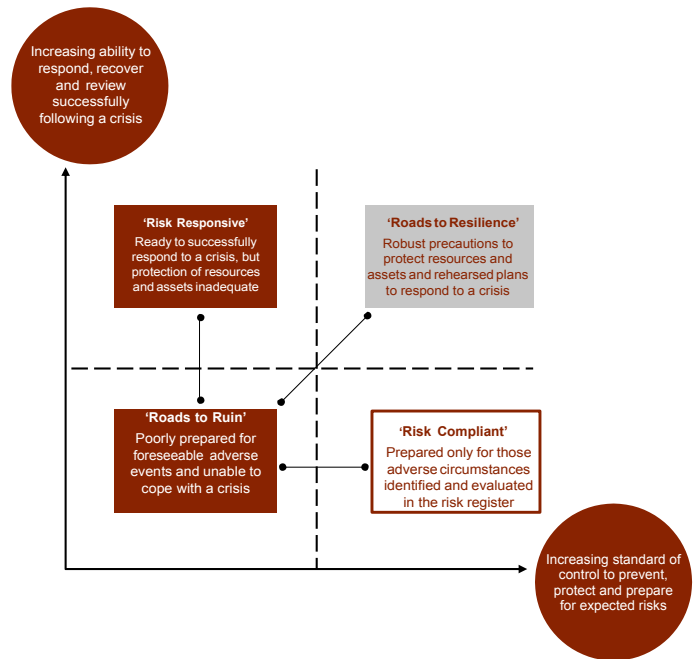 Increasing ability to
respond, recover
and review
successfully
following a crisis
‘Risk Responsive’
Ready to successfully
respond to a crisis, but
protection of resources
and assets inadequate
‘Roads to Resilience’
Robust precautions to
protect resources and
assets and rehearsed plans
to respond to a crisis
‘Roads to Ruin’
Poorly prepared for
foreseeable adverse
events and unable to
cope with a crisis
‘Risk Compliant’
Prepared only for those
adverse circumstances
identified and evaluated
in the risk register
Increasing standard of
control to prevent,
protect and prepare
for expected risks